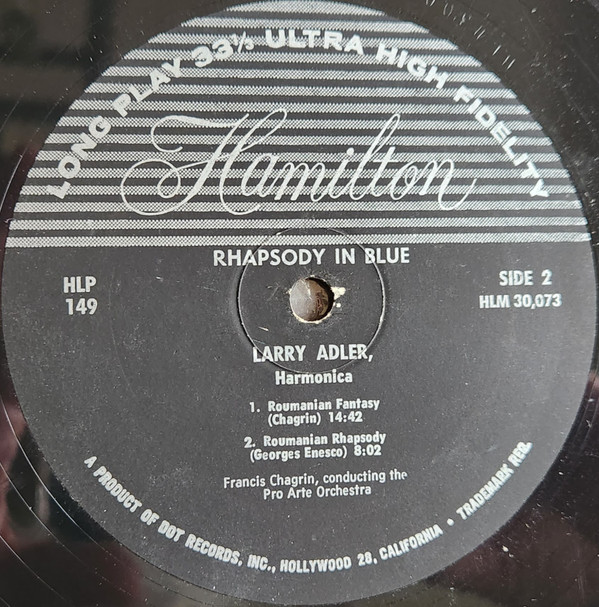 LONG PLAY 33⅓ ULTRA HIGH FIDELITY
Hamilton
RHAPSODY IN BLUE
HLP
149
SIDE 2
HLM 30,073
LARRY ADLER,
Harmonica
1. Roumanian Fantasy
(Chagrin) 14:42
2. Roumanian Rhapsody
(Georges Enesco) 8:02
Francis Chagrin, conducting the
Pro Arte Orchestra
A PRODUCT OF DOT RECORDS, INC., HOLLYWOOD 28, CALIFORNIA • TRADEMARK REG.